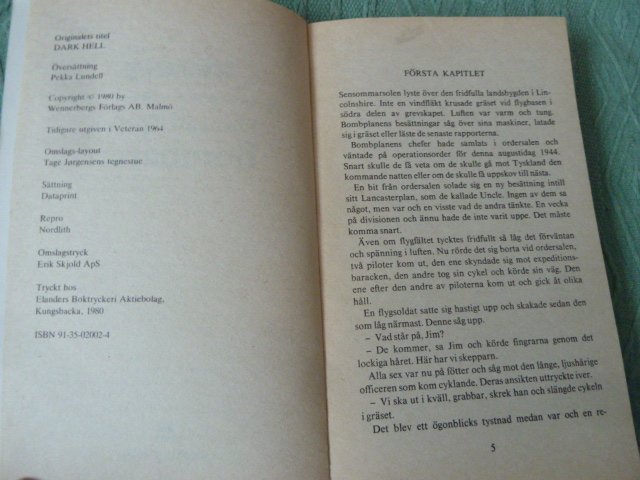 Originalets titel
DARK HELL
Översättning
Pekka Lundell
Copyright © 1980 by
Wennerbergs Förlags AB. Malmö
Tidigare utgiven i Veteran 1964
Omslags-layout
Tage Jørgensens tegnestue
Sättning
Dataprint
Repro
Nordlith
Omslagstryck
Erik Skjold ApS
Tryckt hos
Elanders Boktryckeri Aktiebolag,
Kungsbacka, 1980
ISBN 91-35-02002-4
FÖRSTA KAPITLET
Sensommarsolen lyste över den fridfulla landsbygden i Lin-
colnshire. Inte en vindfläkt krusade gräset vid flygbasen i
södra delen av grevskapet. Luften var varm och tung.
Bombplanens besättningar såg över sina maskiner, latade
sig i gräset eller läste de senaste rapporterna.
Bombplanens chefer hade samlats i ordersalen och
väntade på operationsorder för denna augustidag 1944.
Snart skulle de få veta om de skulle gå mot Tyskland den
kommande natten eller om de skulle få uppskov till nästa.
En bit från ordersalen solade sig en ny besättning intill
sitt Lancasterplan, som de kallade Uncle. Ingen av dem sa
något, men var och en visste vad de andra tänkte. En vecka
på divisionen och ännu hade de inte varit uppe. Det måste
komma snart.
Även om flygfältet tycktes fridfullt så låg det förväntan
och spänning i luften. Nu rörde det sig borta vid ordersalen,
två piloter kom ut, den ene skyndade sig mot expeditions-
baracken, den andre tog sin cykel och körde sin väg. Den
ene efter den andre av piloterna kom ut och gick åt olika
håll.
En flygsoldat satte sig hastigt upp och skakade sedan den
som låg närmast. Denne såg upp.
– Vad står på, Jim?
– De kommer, sa Jim och körde fingrarna genom det
lockiga håret. Här har vi skepparn.
Alla sex var nu på fötter och såg mot den långe, ljushårige
officeren som kom cyklande. Deras ansikten uttryckte iver.
– Vi ska ut i kväll, grabbar, skrek han och slängde cykeln
i gräset.
Det blev ett ögonblicks tystnad medan var och en re-
5